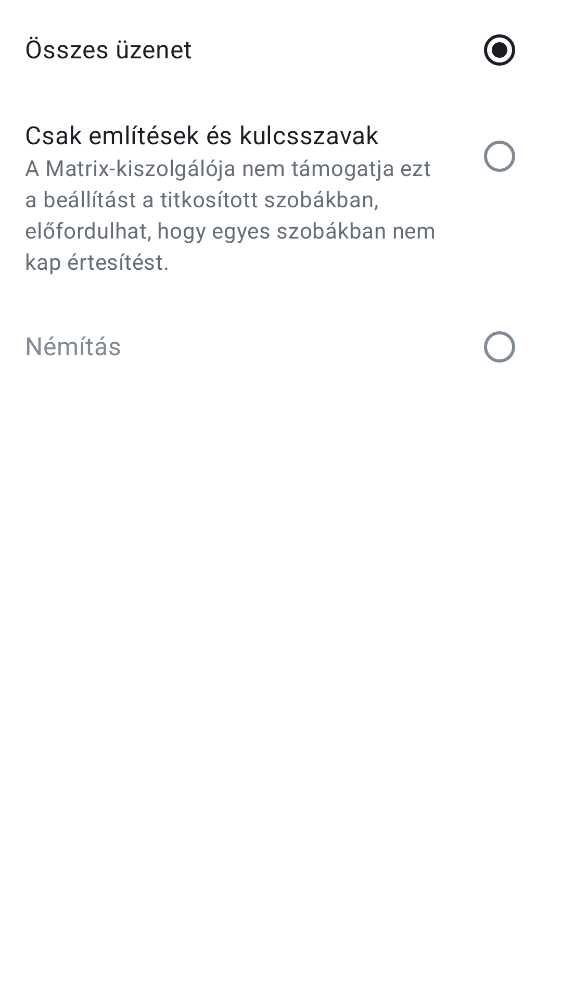 Összes üzenet
Csak említések és kulcsszavak
A Matrix-kiszolgálója nem támogatja ezt
a beállítást a titkosított szobákban,
előfordulhat, hogy egyes szobákban nem
kap értesítést.
Némítás